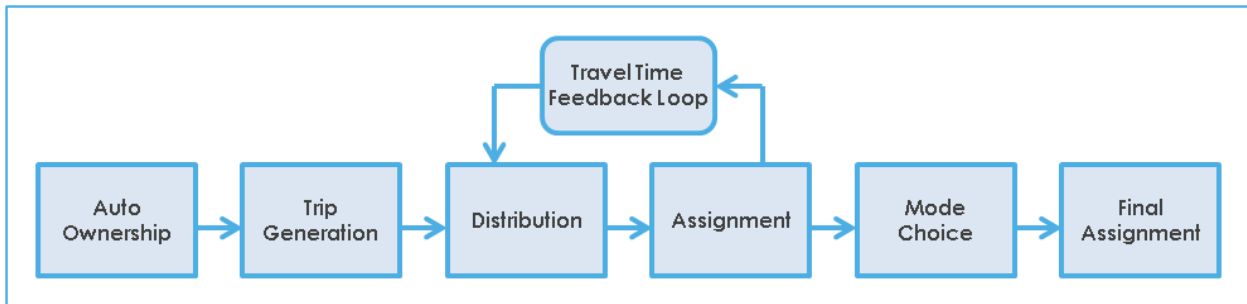 Travel Time
Feedback Loop
Auto
Ownership
Trip
Generation
Distribution
Assignment
Mode
Choice
Final
Assignment